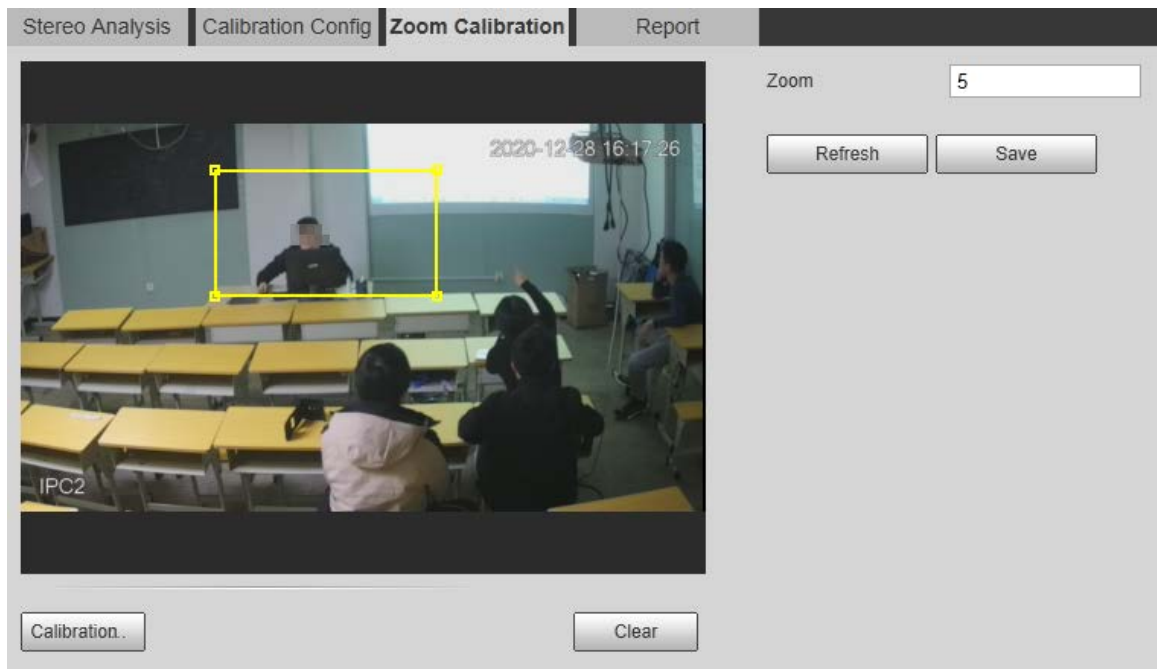 Stereo Analysis Calibration Config Zoom Calibration Report
Zoom 5
2020-12-28 16:17:26
Refresh Save
IPC2
Calibration..
Clear